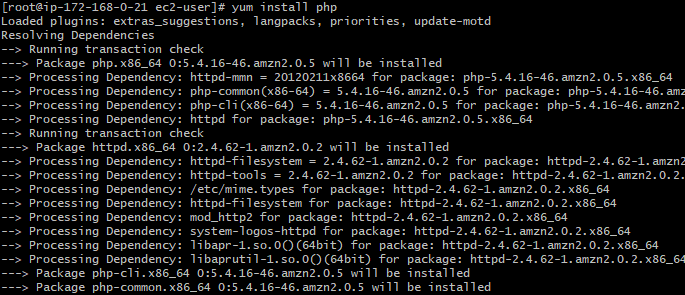 [root@ip-172-168-0-21 ec2-user]# yum install php
Loaded plugins: extras_suggestions, langpacks, priorities, update-motd
Resolving Dependencies
--> Running transaction check
---> Package php.x86_64 0:5.4.16-46.amzn2.0.5 will be installed
--> Processing Dependency: httpd-mmn = 20120211x8664 for package: php-5.4.16-46.amzn2.0.5.x86_64
--> Processing Dependency: php-common(x86-64) = 5.4.16-46.amzn2.0.5 for package: php-5.4.16-46.amzn2.
--> Processing Dependency: php-cli(x86-64) = 5.4.16-46.amzn2.0.5 for package: php-5.4.16-46.amzn2.0.
--> Processing Dependency: httpd for package: php-5.4.16-46.amzn2.0.5.x86_64
--> Running transaction check
---> Package httpd.x86_64 0:2.4.62-1.amzn2.0.2 will be installed
--> Processing Dependency: httpd-filesystem = 2.4.62-1.amzn2.0.2 for package: httpd-2.4.62-1.amzn2.0
--> Processing Dependency: httpd-tools = 2.4.62-1.amzn2.0.2 for package: httpd-2.4.62-1.amzn2.0.2.
--> Processing Dependency: /etc/mime.types for package: httpd-2.4.62-1.amzn2.0.2.x86_64
--> Processing Dependency: httpd-filesystem for package: httpd-2.4.62-1.amzn2.0.2.x86_64
--> Processing Dependency: mod_http2 for package: httpd-2.4.62-1.amzn2.0.2.x86_64
--> Processing Dependency: system-logos-httpd for package: httpd-2.4.62-1.amzn2.0.2.x86_64
--> Processing Dependency: libapr-1.so.0()(64bit) for package: httpd-2.4.62-1.amzn2.0.2.x86_64
--> Processing Dependency: libaprutil-1.so.0()(64bit) for package: httpd-2.4.62-1.amzn2.0.2.x86_64
---> Package php-cli.x86_64 0:5.4.16-46.amzn2.0.5 will be installed
---> Package php-common.x86_64 0:5.4.16-46.amzn2.0.5 will be installed